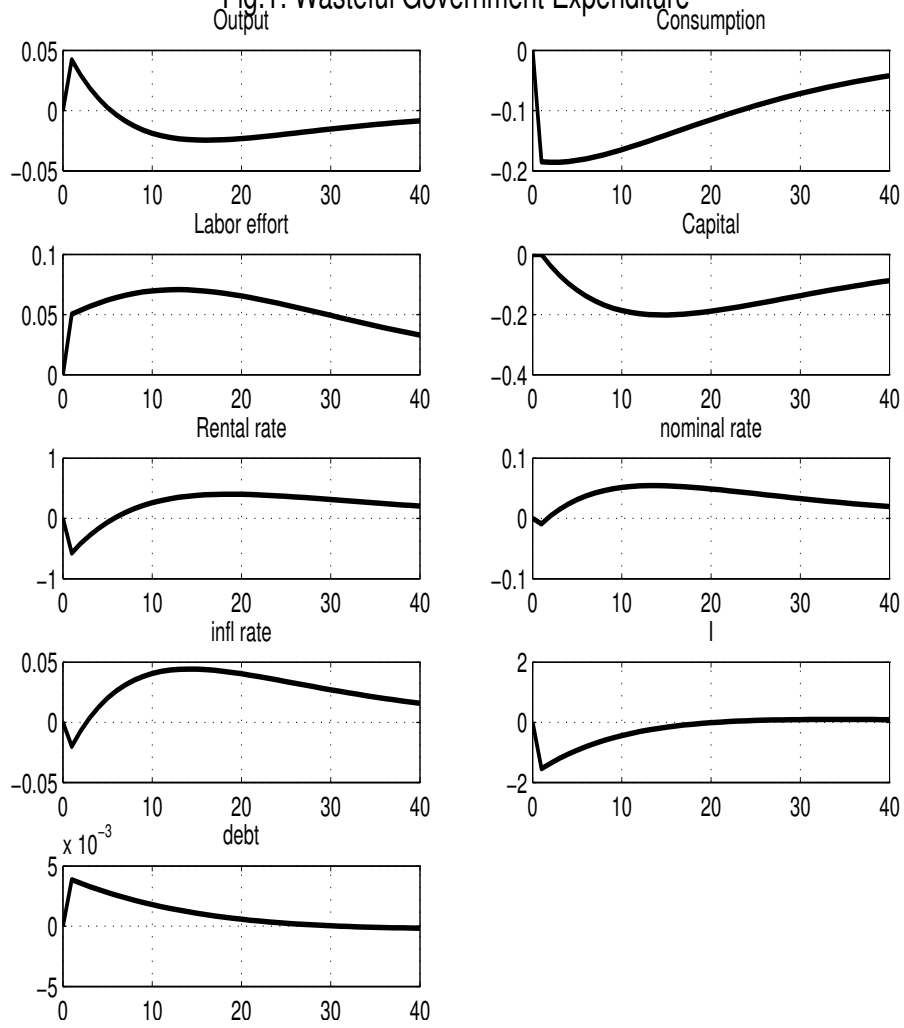 Fig.1: Wasteful Government Expenditure
Output
Consumption
0.05
0
−0.05
0 10 20 30 40
0
−0.1
−0.2
0 10 20 30 40
Labor effort
Capital
0.1
0.05
0
0 10 20 30 40
0
−0.2
−0.4
0 10 20 30 40
Rental rate
nominal rate
1
0
−1
0 10 20 30 40
0.1
0
−0.1
0 10 20 30 40
infl rate
I
0.05
0
−0.05
0 10 20 30 40
2
0
−2
0 10 20 30 40
debt
x 10−3
5
0
−5
0 10 20 30 40